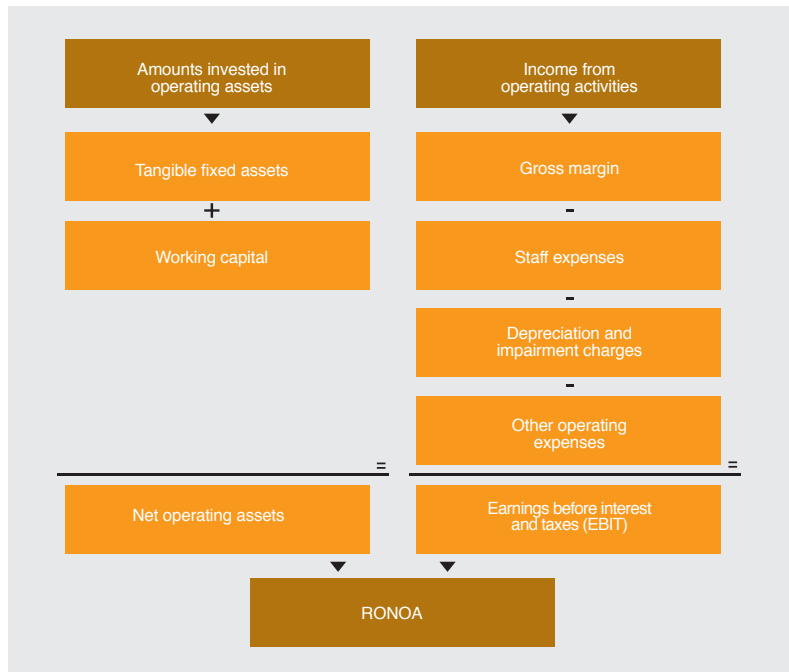 Amounts invested in
operating assets
Tangible fixed assets
+
Working capital
=
Net operating assets
Income from
operating activities
Gross margin
-
Staff expenses
-
Depreciation and
impairment charges
-
Other operating
expenses
=
Earnings before interest
and taxes (EBIT)
RONOA